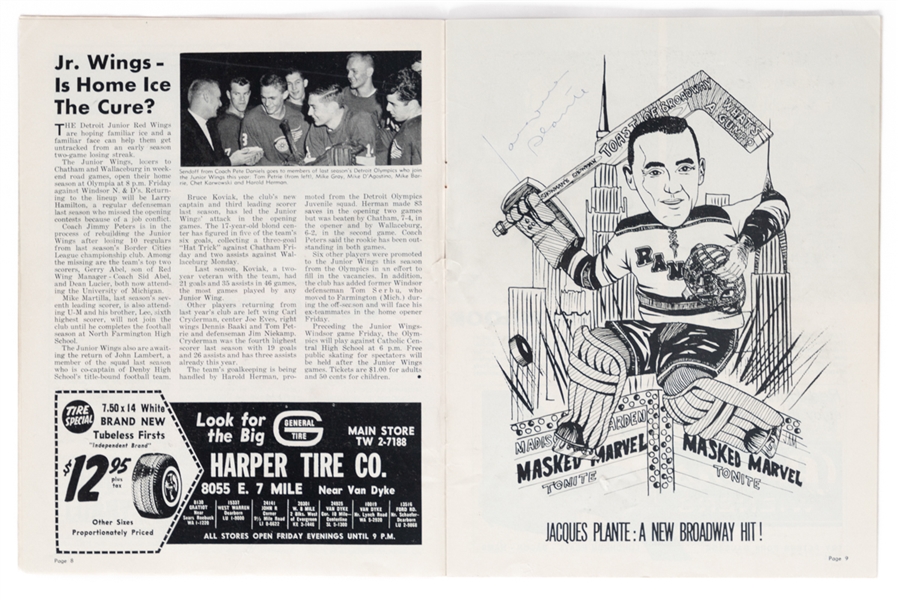 Jr. Wings -
Is Home Ice
The Cure?
THE Detroit Junior Red Wings
are hoping familiar ice and a
familiar face can help them get
untracked from an early season
two-game losing streak.
The Junior Wings, losers to
Chatham and Wallaceburg in week-
end road games, open their home
season at Olympia at 8 p.m. Friday
against Windsor N. & D's. Return-
ing to the lineup will be Larry
Hamilton, a regular defenseman
last season who missed the opening
contests because of a job conflict.
Coach Jimmy Peters is in the
process of rebuilding the Junior
Wings after losing 10 regulars
from last season's Border Cities
League championship club. Among
the missing are the team's top two
scorers, Gerry Abel, son of Red
Wing Manager-Coach Sid Abel,
and Dean Lucier, both now attend-
ing the University of Michigan.
Mike Martilla, last season's sev-
enth leading scorer, is also attend-
ing U-M and his brother, Leo, sixth
highest scorer, will not join the
club until he completes the football
season at North Farmington High
School.
The Junior Wings also are await-
ing the return of John Lambert, a
member of the squad last season
who is co-captain of Denby High
School's title-bound football team.
Sendoff from Coach Pete Daniels goes to members of last season's Detroit Olympics who join
the Junior Wings this year. Tom Petrie (from left), Mike Gray, Mike D'Agostino, Mike Bar-
rie, Chet Karwowski and Harold Herman.
Bruce Koviak, the club's new
captain and third leading scorer
last season, has led the Junior
Wings' attack in the opening
games. The 17-year-old blond cen-
ter has figured in five of the team's
six goals, collecting a three-goal
"Hat Trick" against Chatham Fri-
day and two assists against Wal-
laceburg Monday.
Last season, Koviak, a two-
year veteran with the team, had
21 goals and 35 assists in 46 games,
the most games played by any
Junior Wing.
Other players returning from
last year's club are left wing Carl
Cryderman, center Joe Eves, right
wings Dennis Baaki and Tom Pet-
rie and defenseman Jim Niekamp.
Cryderman was the fourth highest
scorer last season with 19 goals
and 26 assists and has three assists
already this year.
The team's goalkeeping is being
handled by Harold Herman, pro-
moted from the Detroit Olympics
Juvenile squad. Herman made 83
saves in the opening two games
but was beaten by Chatham, 7-4, in
the opener and by Wallaceburg,
6-2, in the second game. Coach
Peters said the rookie has been out-
standing in both games.
Six other players were promoted
to the Junior Wings this season
from the Olympics in an effort to
fill in the vacancies. In addition,
the club has added former Windsor
defenseman Tom Serhu, who
moved to Farmington (Mich.) dur-
ing the off-season and will face his
ex-teammates in the home opener
Friday.
Preceding the Junior Wings-
Windsor game Friday, the Olym-
pics will play against Catholic Cen-
tral High School at 6 p.m. Free
public skating for spectators will
be held after the Junior Wings
games. Tickets are $1.00 for adults
and 50 cents for children.
TIRE
SPECIAL
7.50 x 14 White
BRAND NEW
Tubeless Firsts
"Independent Brand"
$12.95
plus
tax
Other Sizes
Proportionately Priced
Look for
the Big
G
GENERAL
TIRE
MAIN STORE
TW 2-7188
HARPER TIRE CO.
8055 E. 7 MILE Near Van Dyke
ALL STORES OPEN FRIDAY EVENINGS UNTIL 9 P.M.
Page 8
TOAST OF BROADWAY
WHAT'S
A GUMP?
RAN
MADIS
ARDEN
MASKED MARVEL
TONITE
MASKED MARVEL
TONITE
JACQUES PLANTE: A NEW BROADWAY HIT!
Page 9